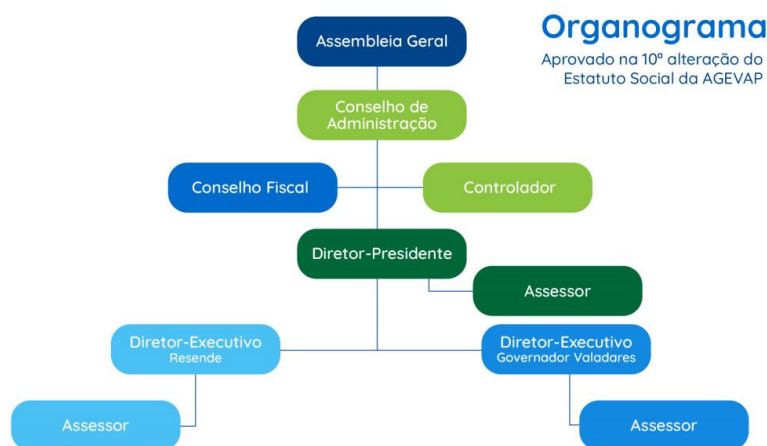 Organograma
Aprovado na 10ª alteração do
Estatuto Social da AGEVAP
Assembleia Geral
Conselho de
Administração
Conselho Fiscal
Controlador
Diretor-Presidente
Assessor
Diretor-Executivo
Resende
Diretor-Executivo
Governador Valadares
Assessor
Assessor